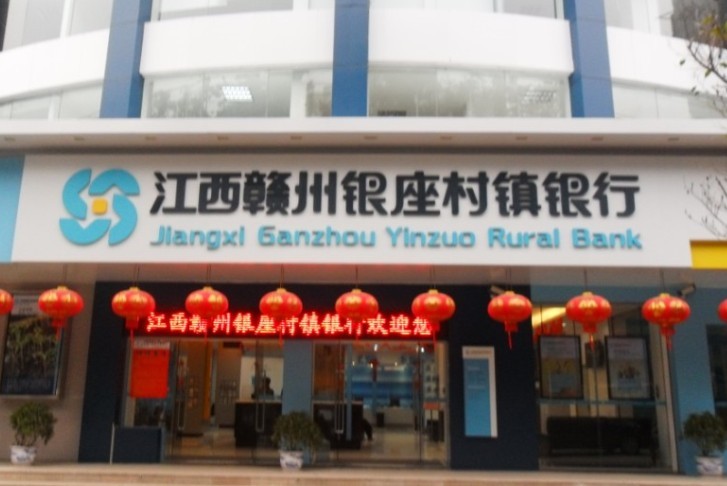 江西赣州银座村镇银行
Jiangxi Ganzhou Yinzuo Rural Bank
江西赣州银座村镇银行欢迎您